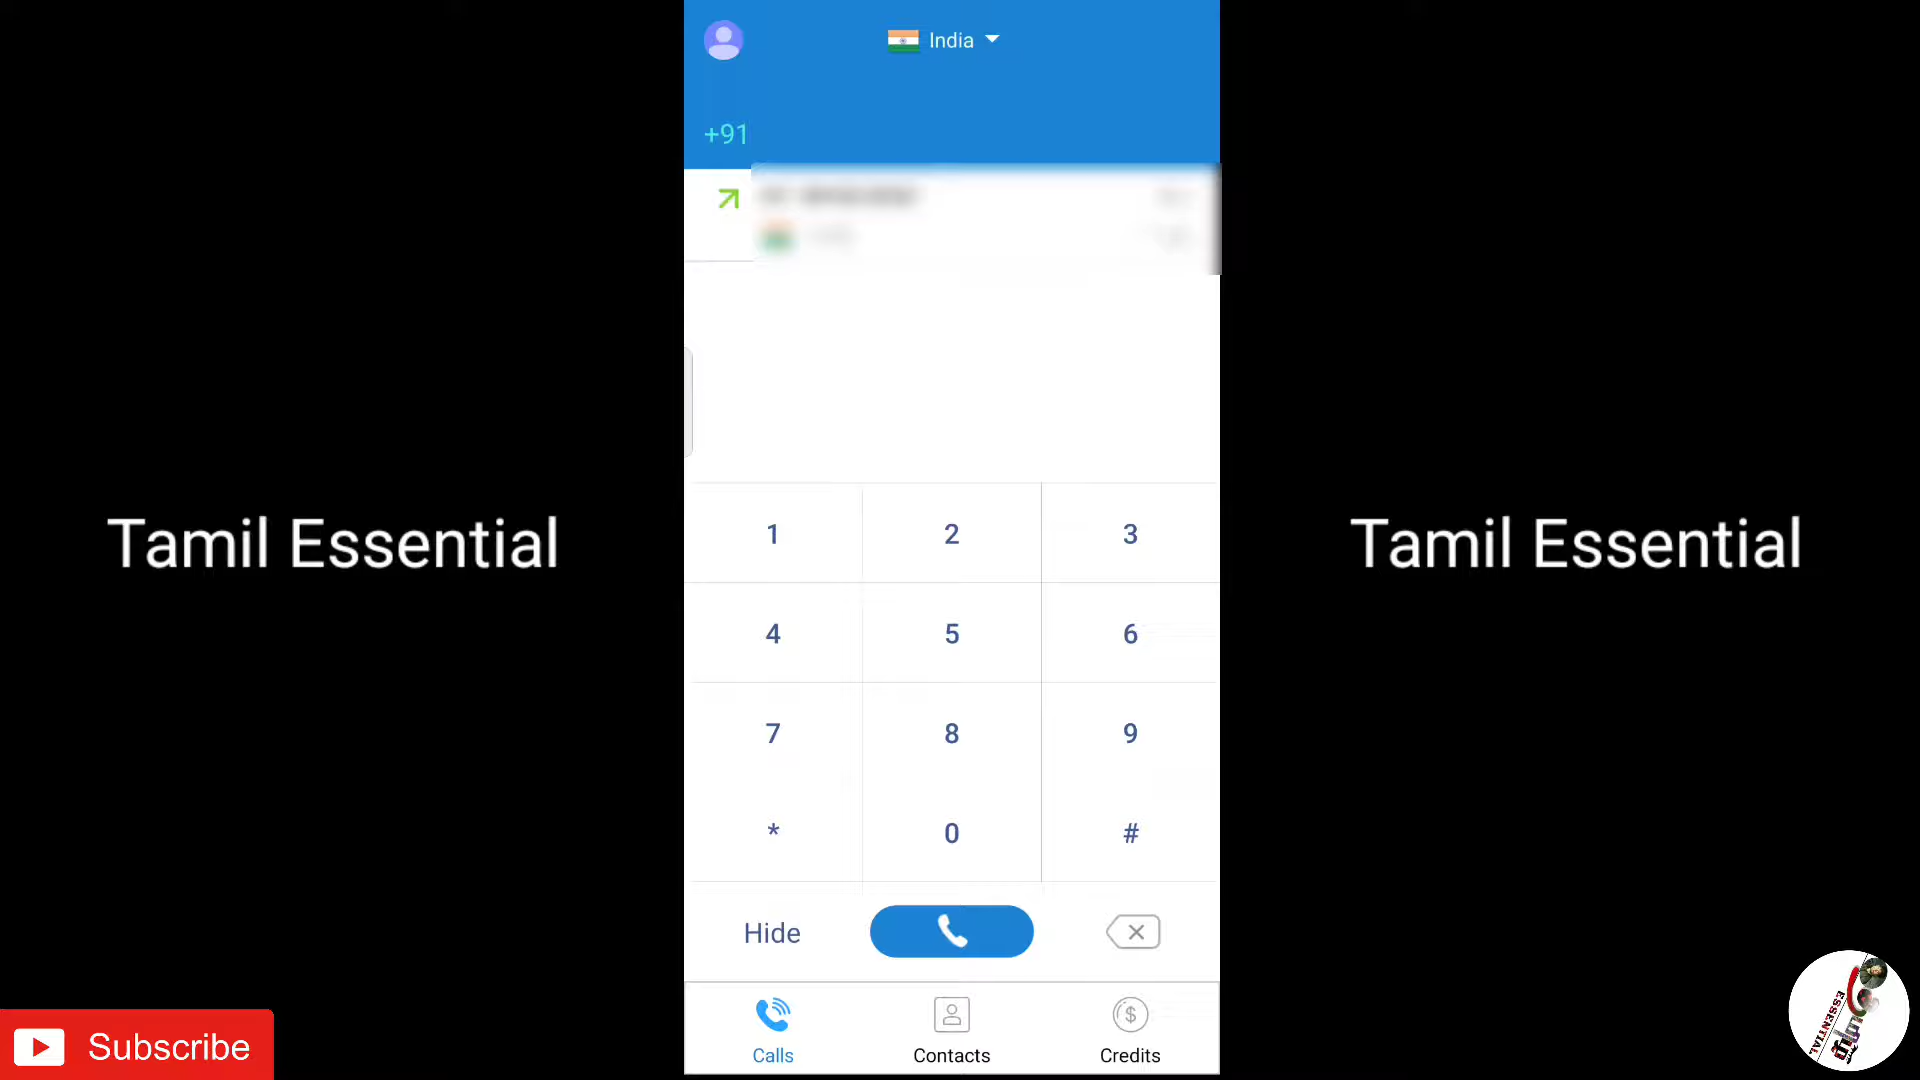 India
+91
Tamil Essential
Tamil Essential
1 2 3
4 5 6
7 8 9
* 0 #
Hide
Calls
Contacts
Credits
Subscribe
ESSENTIAL